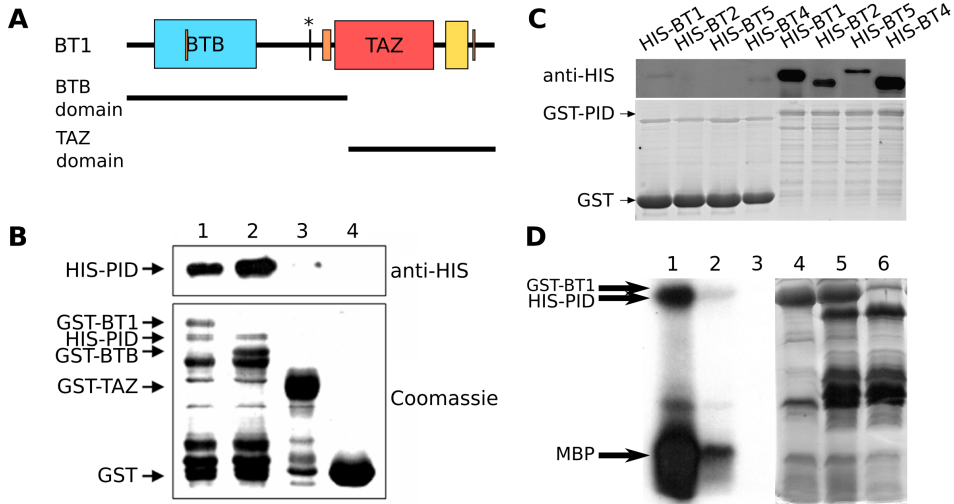 A
*
BT1
BTB
TAZ
BTB
domain
TAZ
domain
B
1 2 3 4
HIS-PID
anti-HIS
GST-BT1
HIS-PID
GST-BTB
GST-TAZ
Coomassie
GST
C
HIS-BT1 HIS-BT2 HIS-BT5 HIS-BT4 HIS-BT1 HIS-BT2 HIS-BT5 HIS-BT4
anti-HIS
GST-PID
GST
D
1 2 3 4 5 6
GST-BT1
HIS-PID
MBP